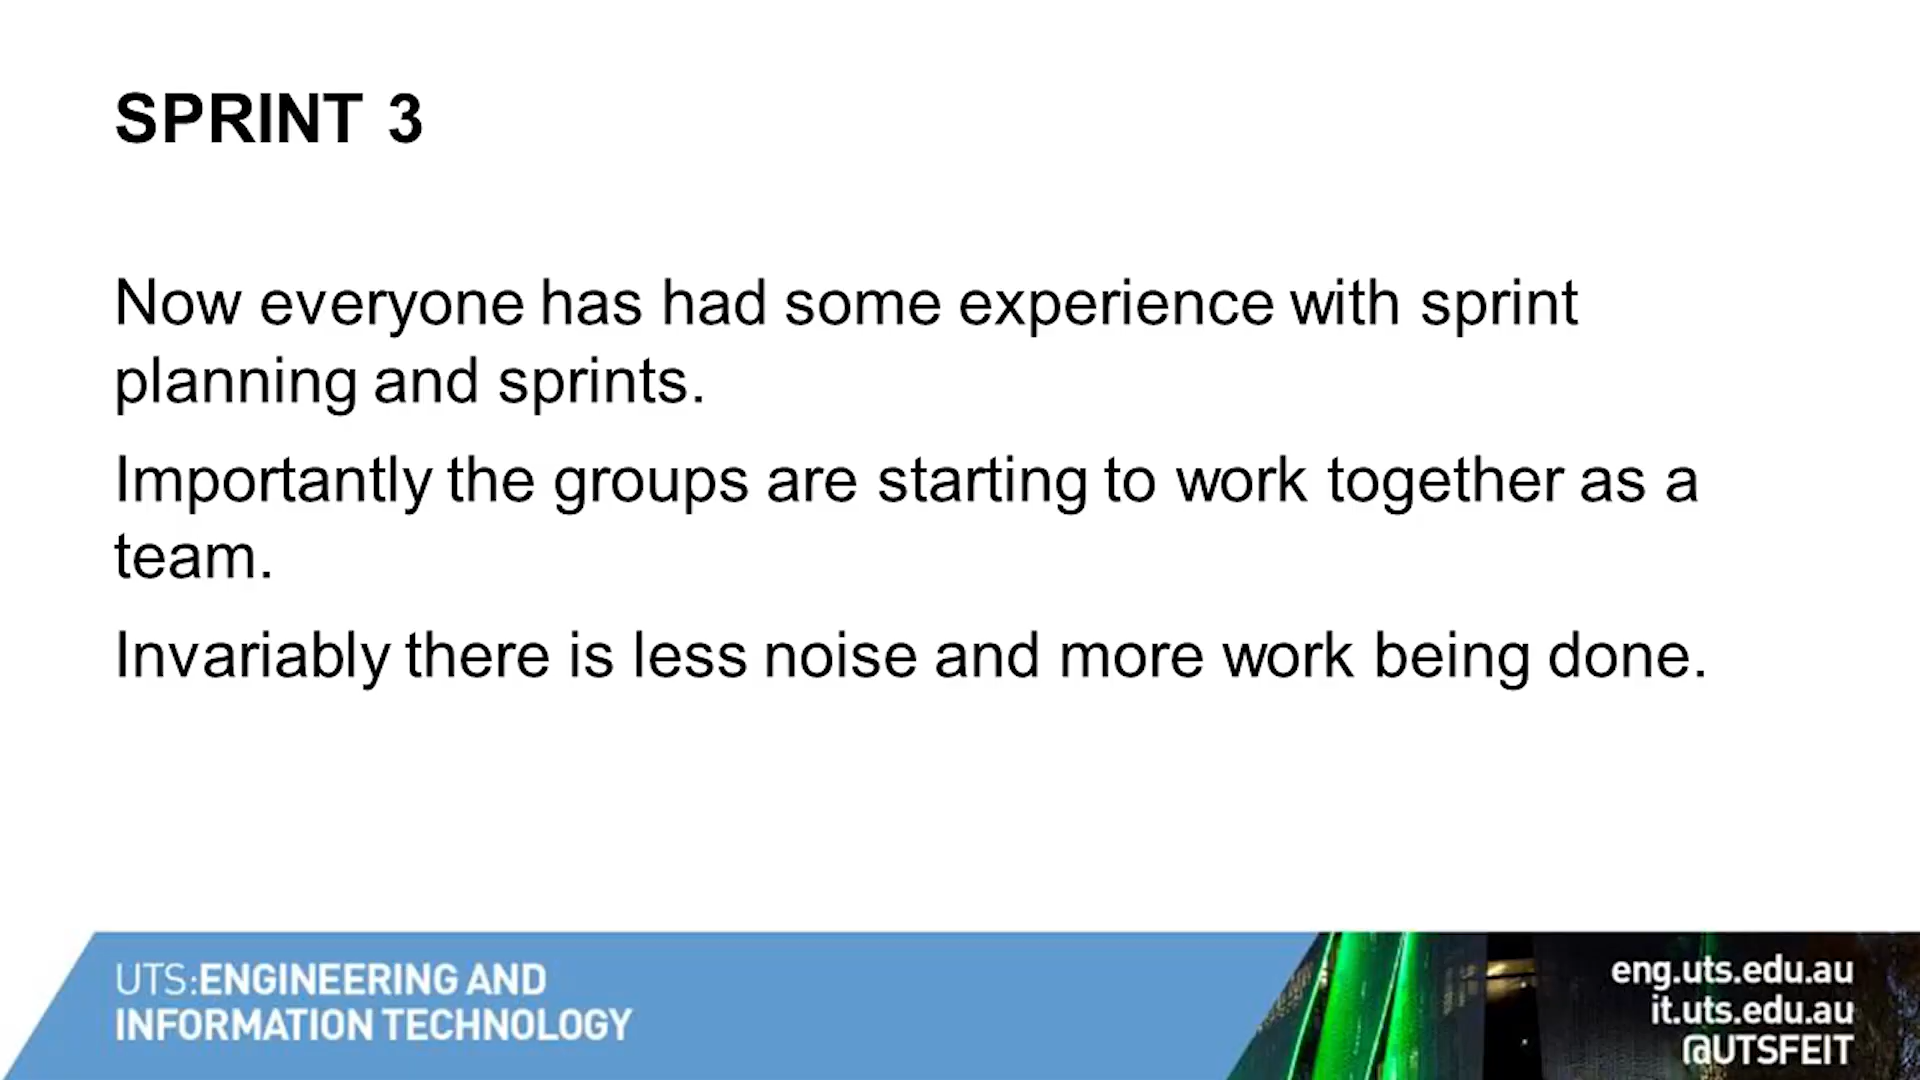 SPRINT 3
Now everyone has had some experience with sprint
planning and sprints.
Importantly the groups are starting to work together as a
team.
Invariably there is less noise and more work being done.
UTS:ENGINEERING AND
INFORMATION TECHNOLOGY
eng.uts.edu.au
it.uts.edu.au
@UTSFEIT